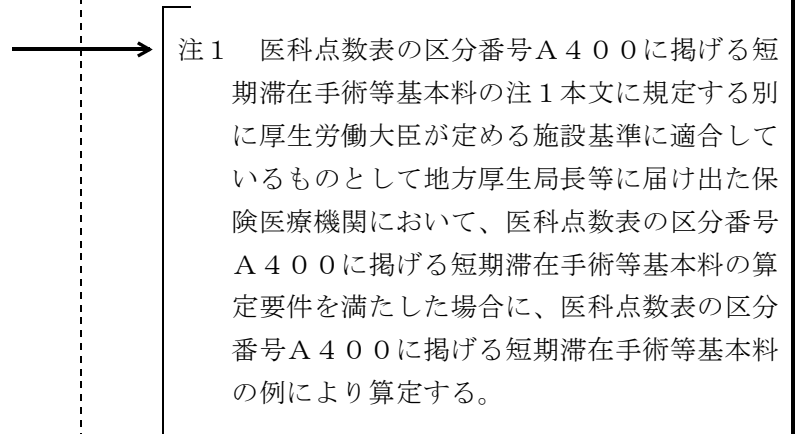 注１　医科点数表の区分番号Ａ４００に掲げる短
期滞在手術等基本料の注１本文に規定する別
に厚生労働大臣が定める施設基準に適合して
いるものとして地方厚生局長等に届け出た保
険医療機関において、医科点数表の区分番号
Ａ４００に掲げる短期滞在手術等基本料の算
定要件を満たした場合に、医科点数表の区分
番号Ａ４００に掲げる短期滞在手術等基本料
の例により算定する。